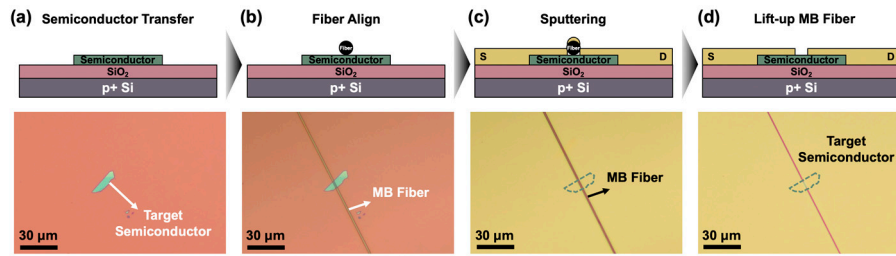 (a) Semiconductor Transfer
Semiconductor
SiO₂
p+ Si
Target
Semiconductor
30 μm
(b) Fiber Align
Fiber
Semiconductor
SiO₂
p+ Si
MB Fiber
30 μm
(c) Sputtering
Fiber
S
D
Semiconductor
SiO₂
p+ Si
MB Fiber
30 μm
(d) Lift-up MB Fiber
S
D
Semiconductor
SiO₂
p+ Si
Target
Semiconductor
30 μm